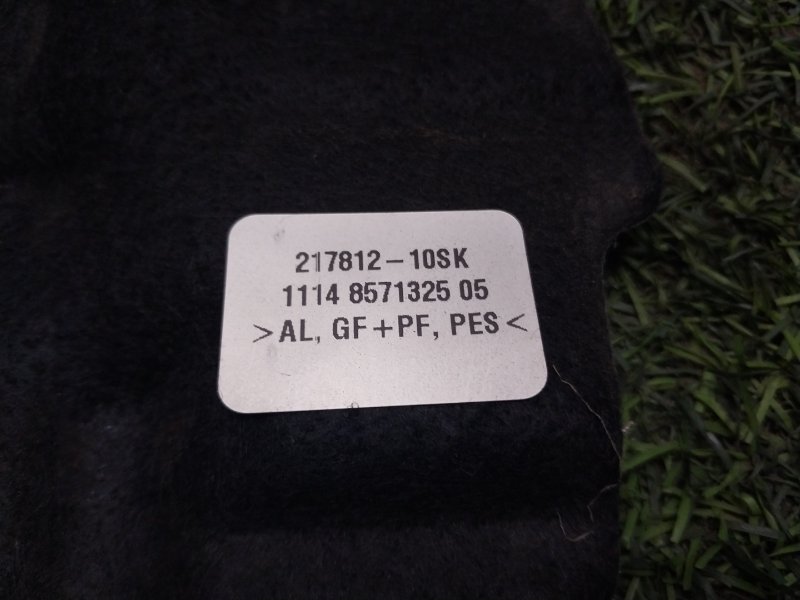 217812-10SK
1114 8571325 05
>AL, GF+PF, PES<